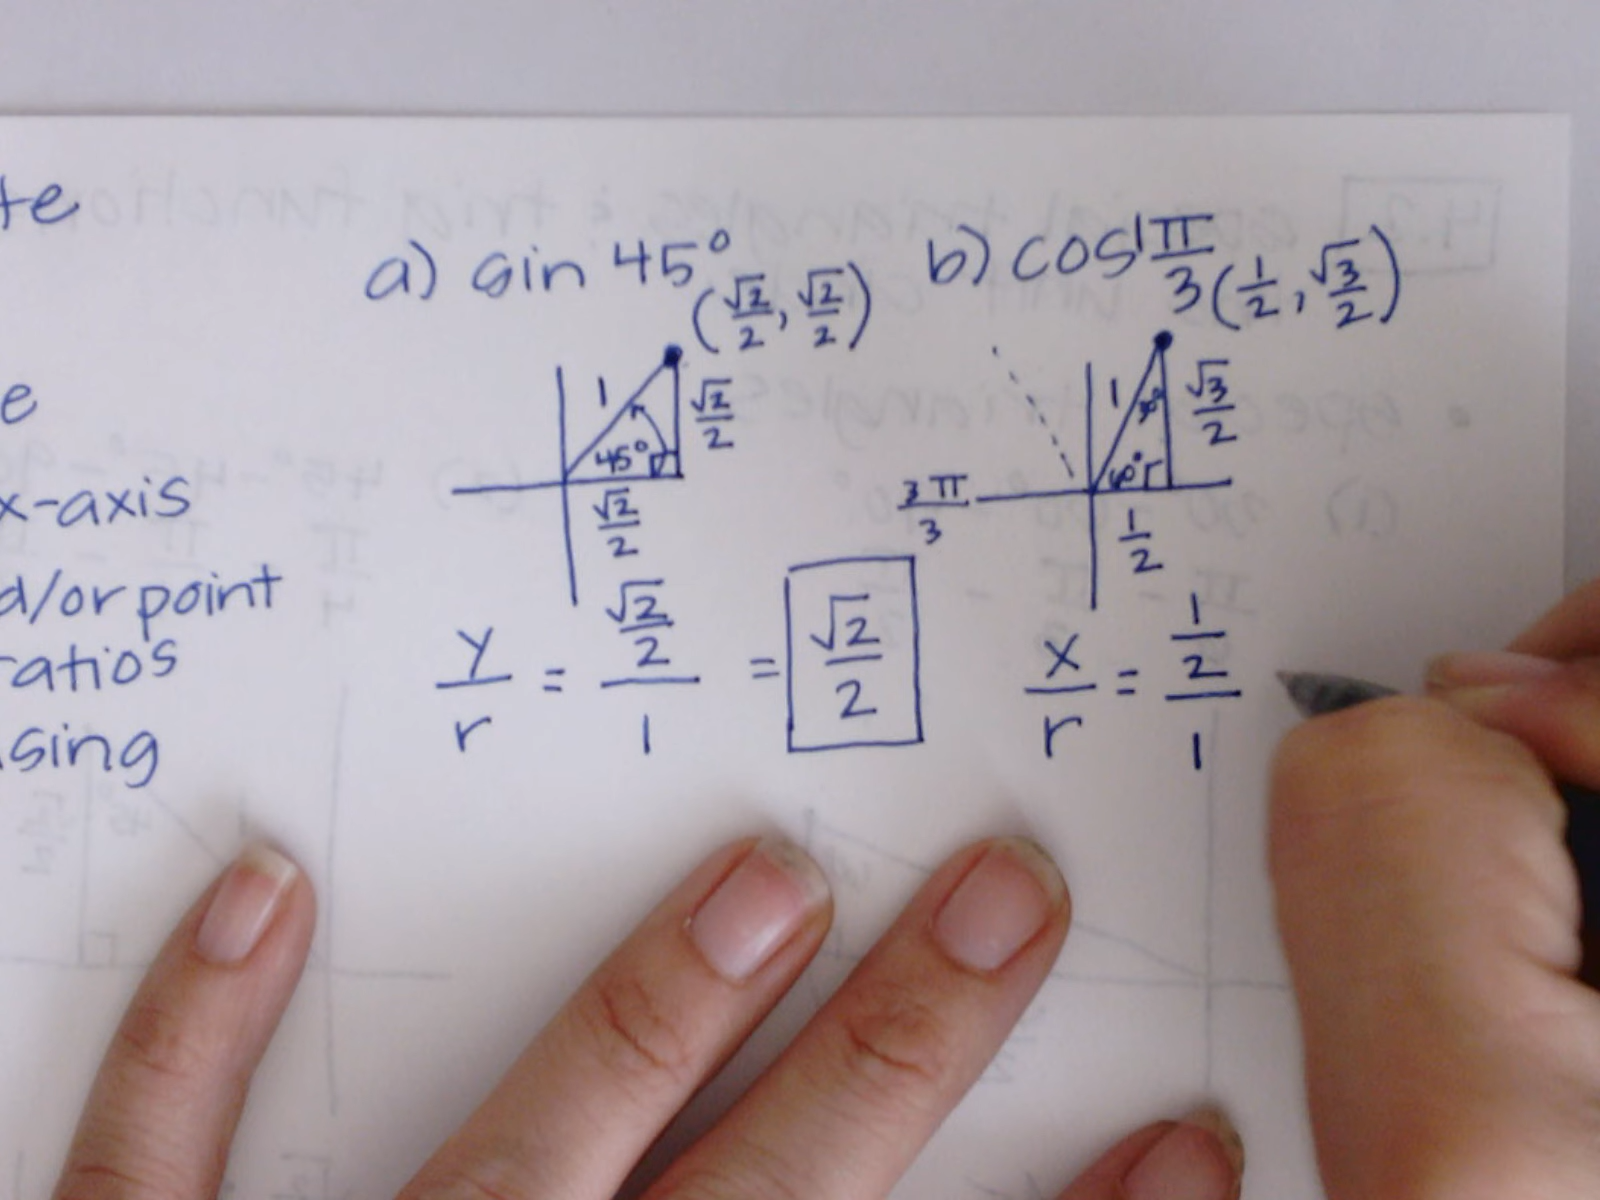 te
e
x-axis
d/or point
ratios
sing
a) sin 45°
(√2/2, √2/2)
1
√2/2
45°
√2/2
y/r = (√2/2)/1 = √2/2
b) cos 1π/3
(1/2, √3/2)
1
30°
√3/2
60°
3π/3
1/2
x/r = (1/2)/1